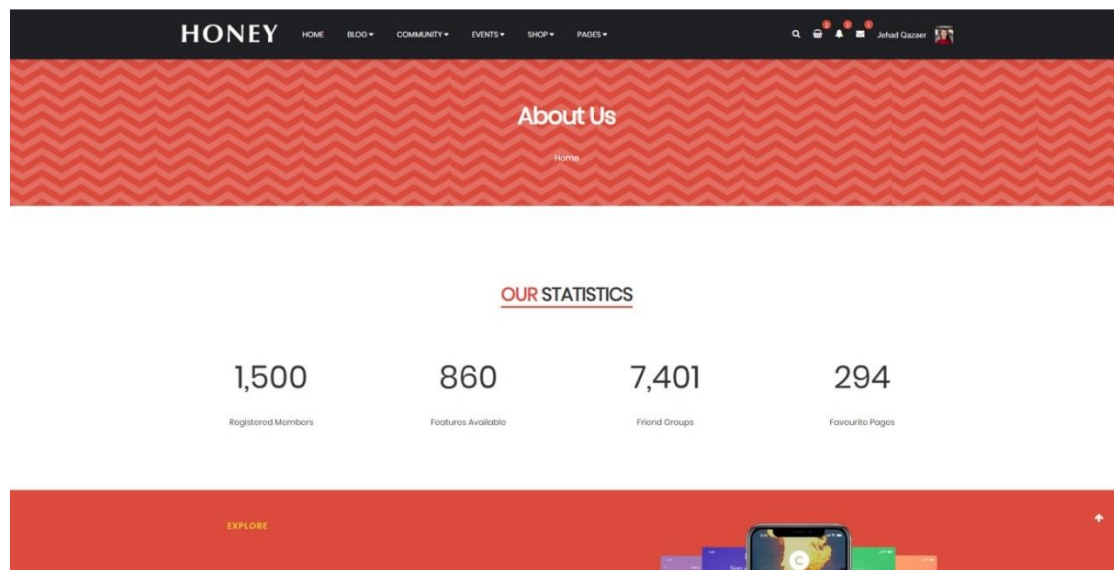 HONEY HOME BLOG COMMUNITY EVENTS SHOP PAGES Jehad Qazaer
About Us
Home
OUR STATISTICS
1,500 860 7,401 294
Registered Members Features Available Friend Groups Favourite Pages
EXPLORE
C